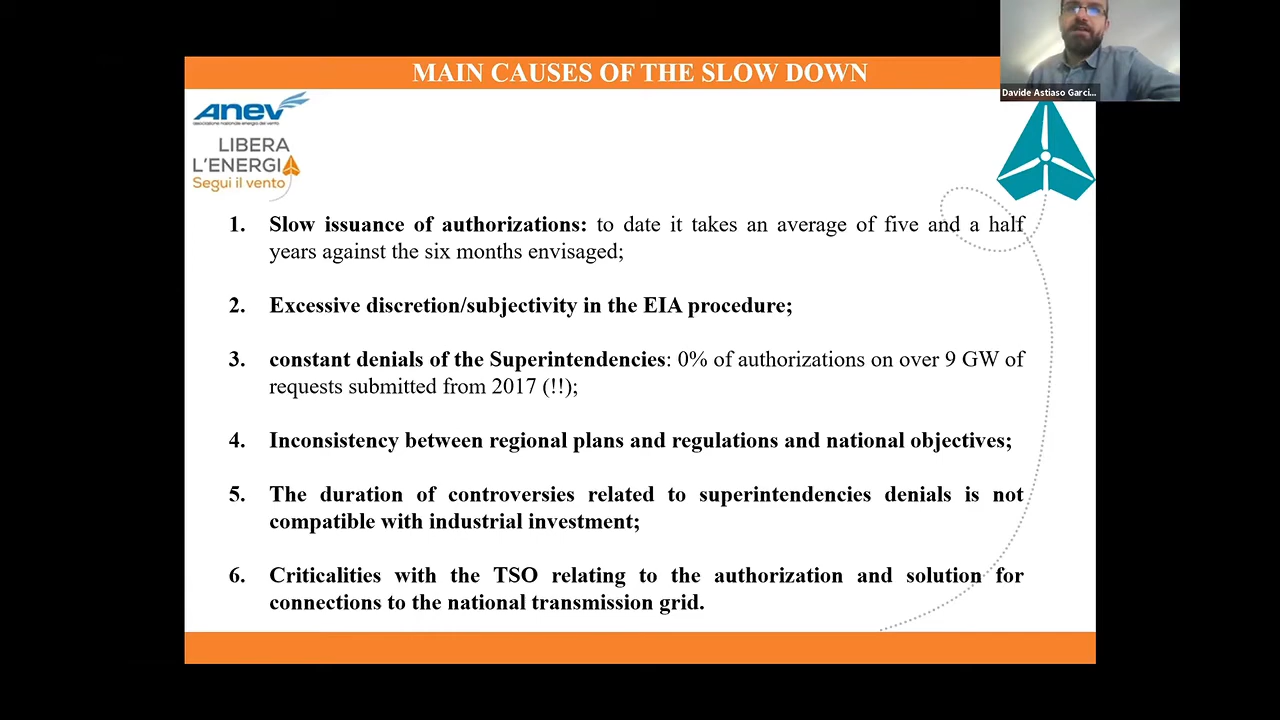 MAIN CAUSES OF THE SLOW DOWN
Davide Astiaso Garci...
Anev
associazione nazionale energia del vento
LIBERA
L'ENERGIA
Segui il vento
1. Slow issuance of authorizations: to date it takes an average of five and a half
years against the six months envisaged;
2. Excessive discretion/subjectivity in the EIA procedure;
3. constant denials of the Superintendencies: 0% of authorizations on over 9 GW of
requests submitted from 2017 (!!);
4. Inconsistency between regional plans and regulations and national objectives;
5. The duration of controversies related to superintendencies denials is not
compatible with industrial investment;
6. Criticalities with the TSO relating to the authorization and solution for
connections to the national transmission grid.